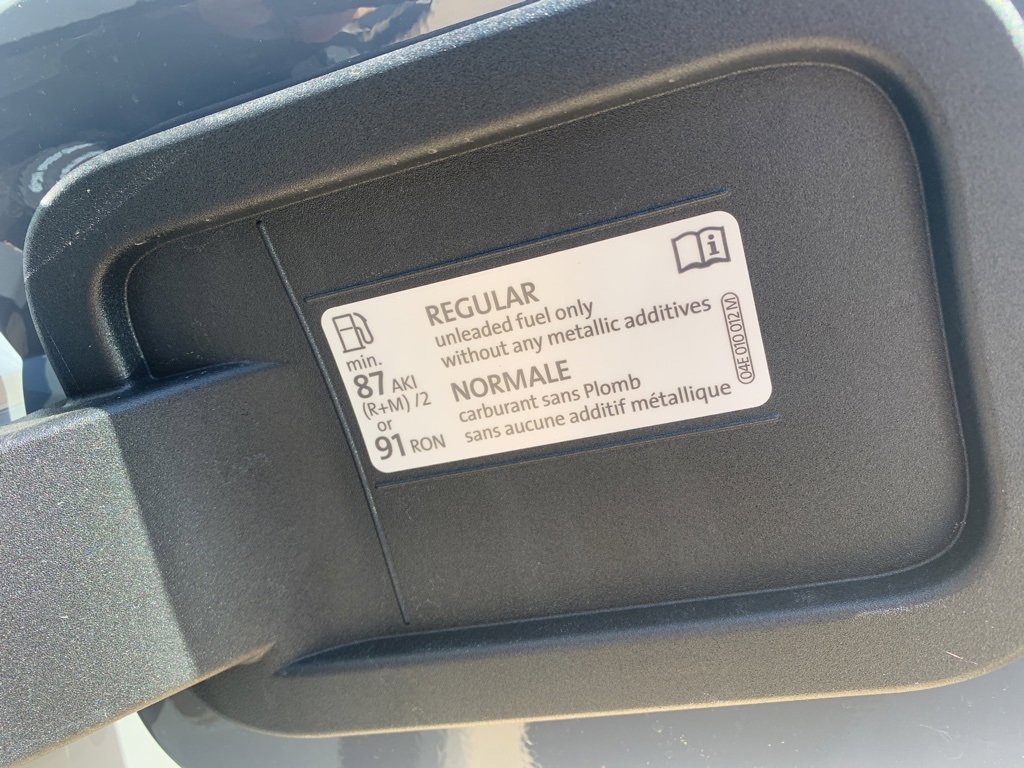 REGULAR
unleaded fuel only
without any metallic additives
NORMALE
carburant sans Plomb
sans aucune additif métallique
min.
87 AKI
(R+M) /2
or
91 RON
i
04E 010 012 M